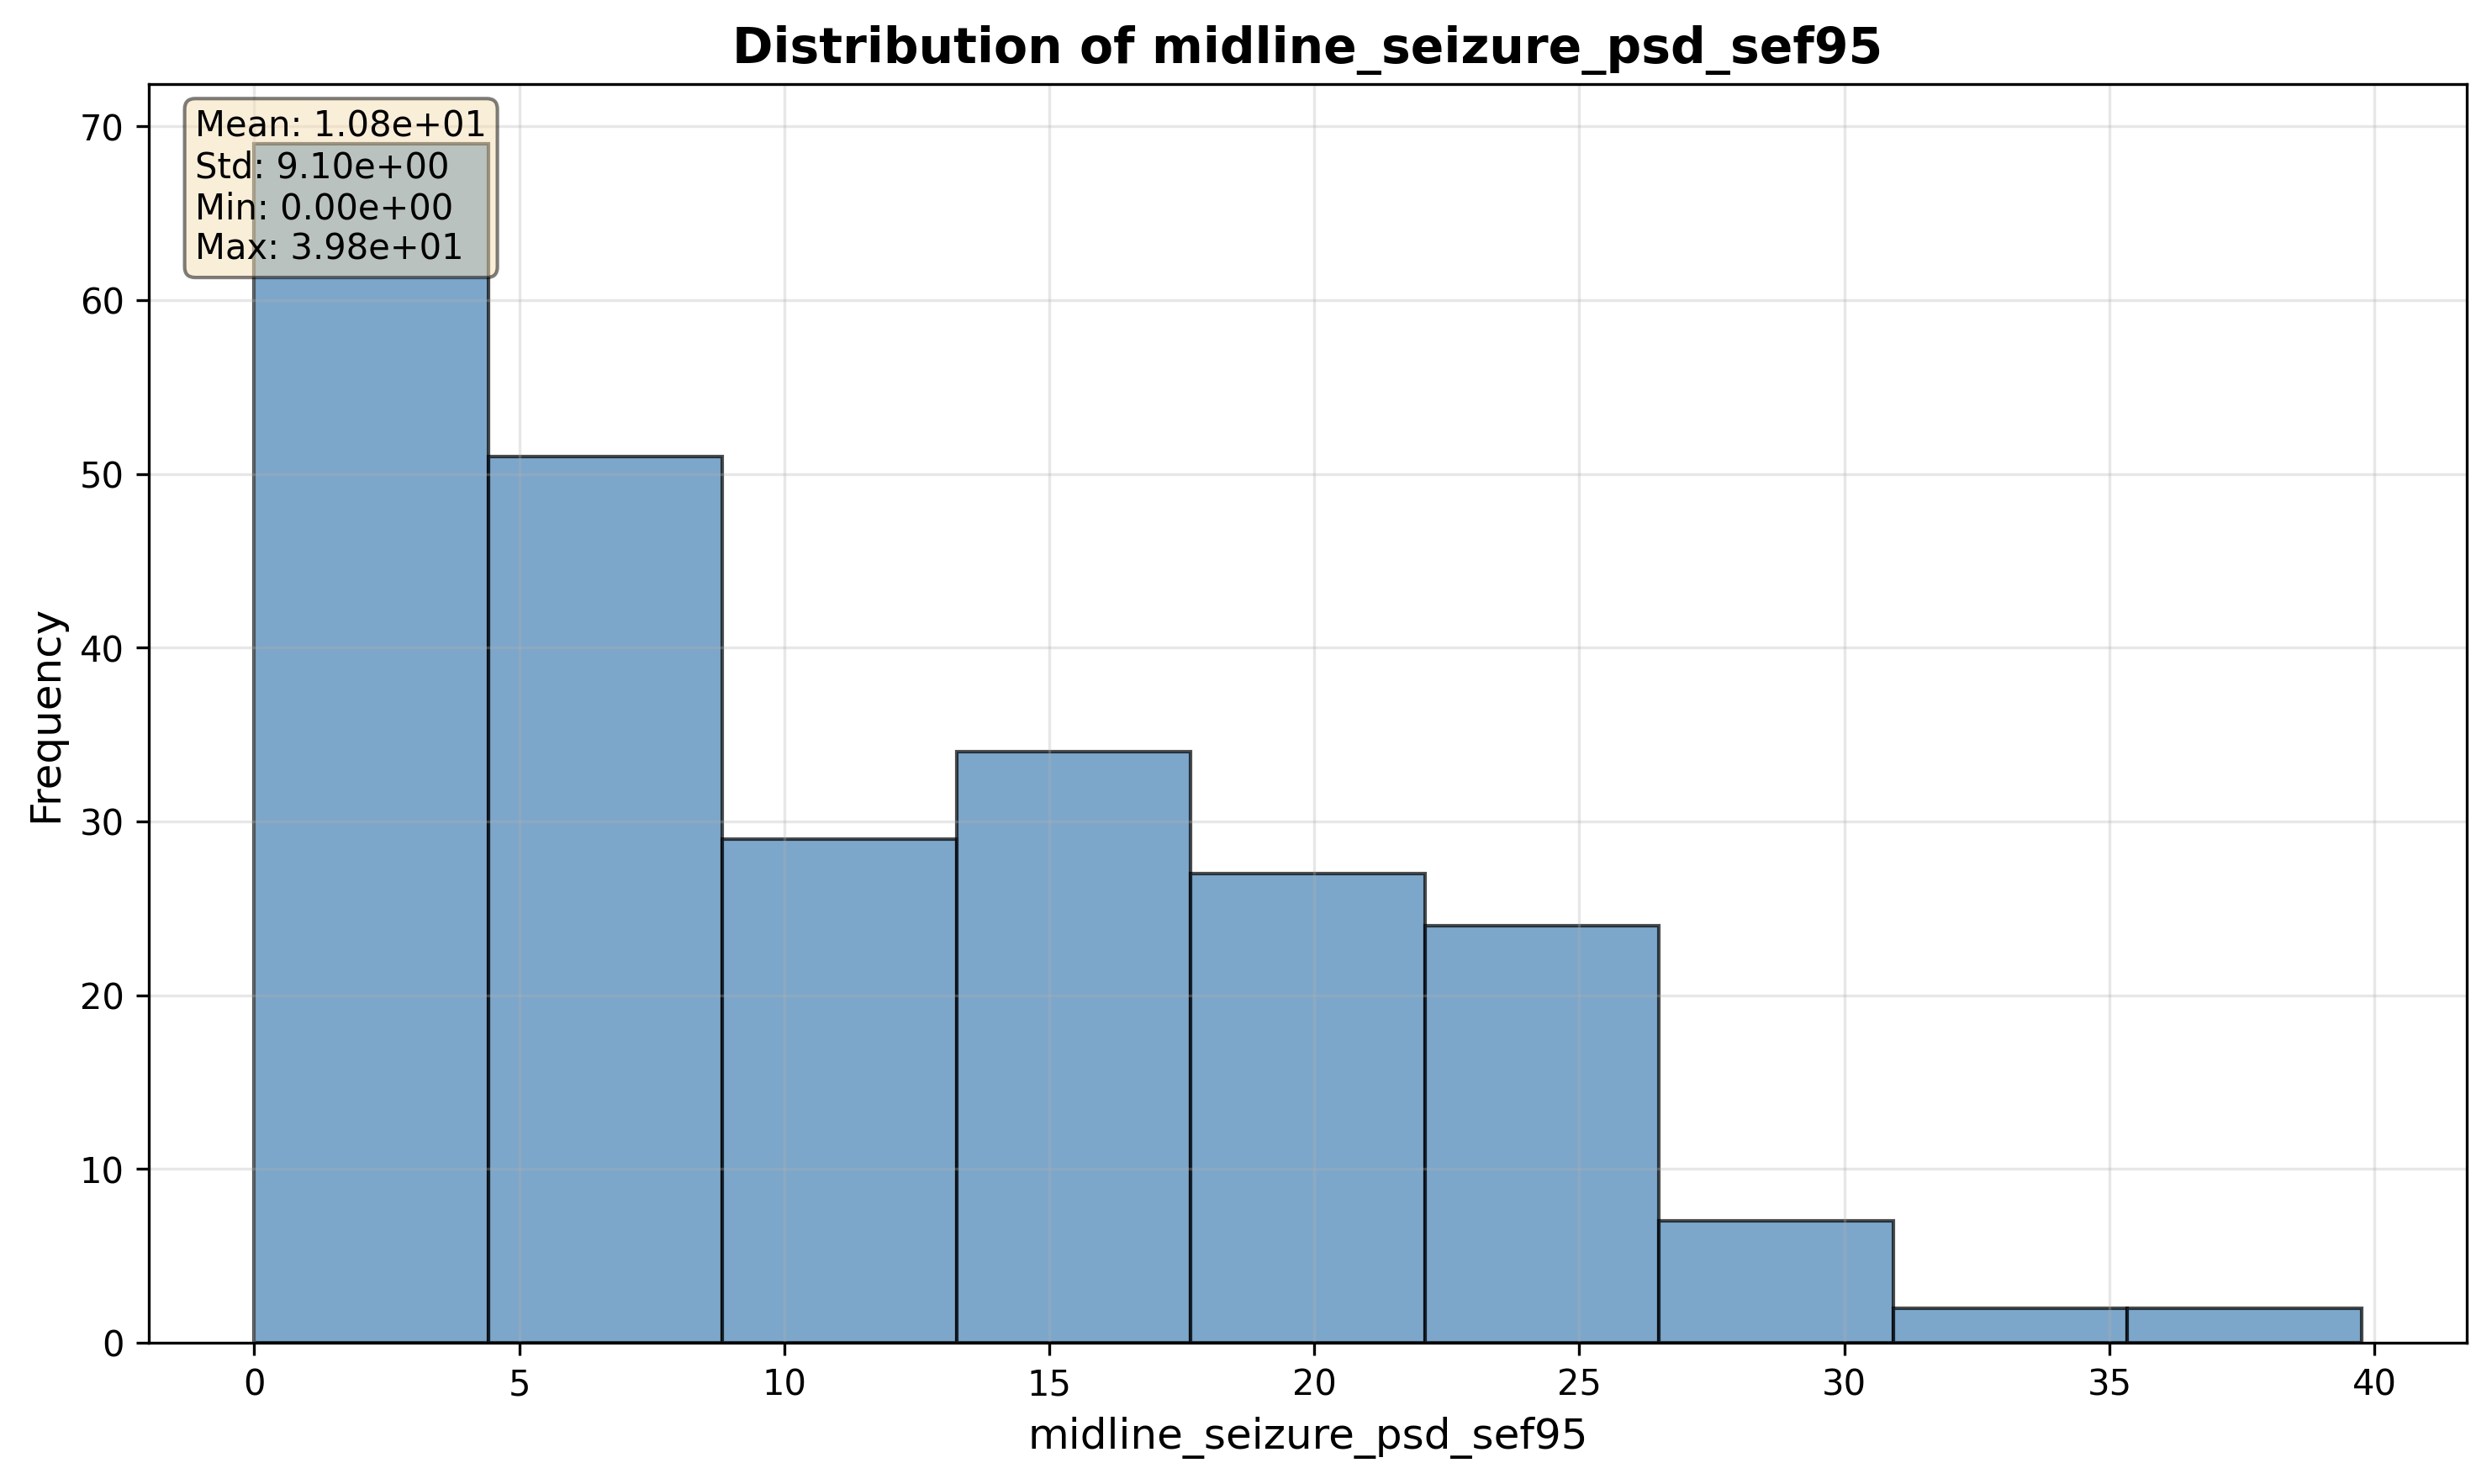 Distribution of midline_seizure_psd_sef95
Mean: 1.08e+01
Std: 9.10e+00
Min: 0.00e+00
Max: 3.98e+01
70
60
50
40
30
20
10
0
Frequency
0 5 10 15 20 25 30 35 40
midline_seizure_psd_sef95